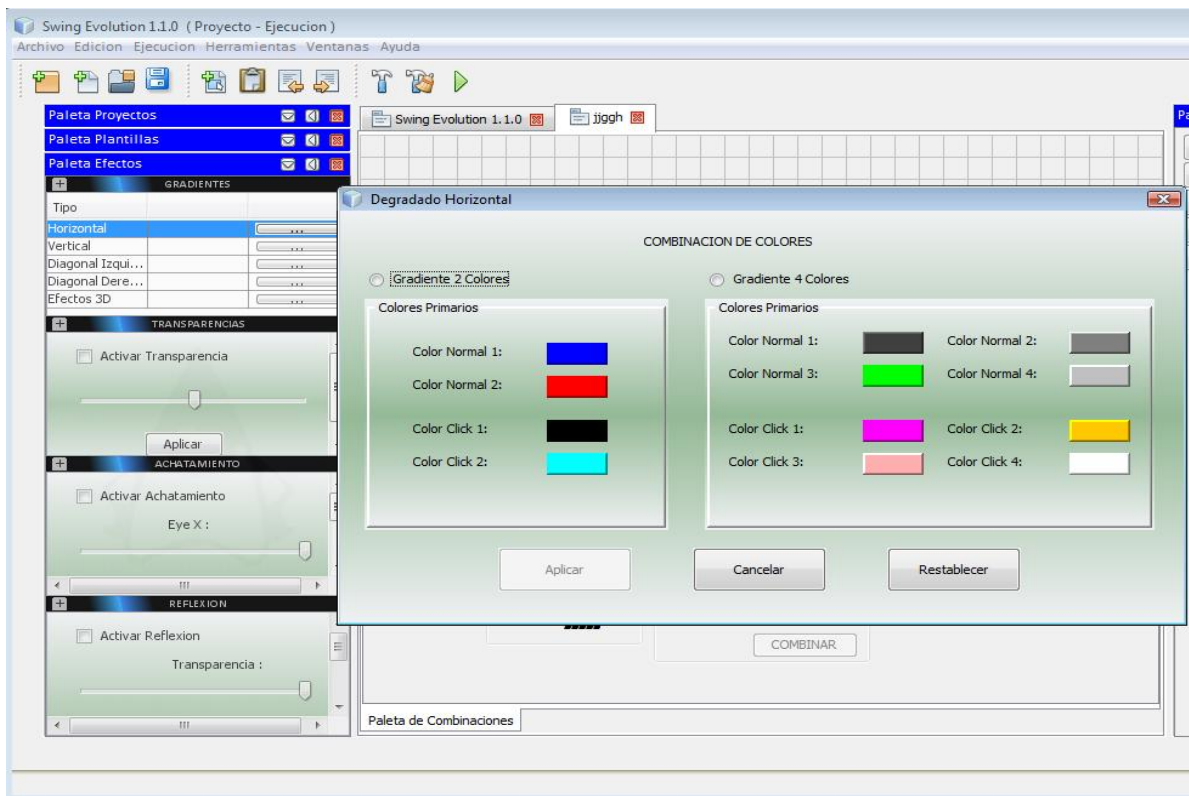 Swing Evolution 1.1.0 ( Proyecto - Ejecucion )
Archivo Edicion Ejecucion Herramientas Ventanas Ayuda
Paleta Proyectos
Paleta Plantillas
Paleta Efectos
GRADIENTES
Tipo
Horizontal ...
Vertical ...
Diagonal Izqui... ...
Diagonal Dere... ...
Efectos 3D ...
TRANSPARENCIAS
Activar Transparencia
Aplicar
ACHATAMIENTO
Activar Achatamiento
Eye X :
REFLEXION
Activar Reflexion
Transparencia :
Swing Evolution 1.1.0
jjggh
Pa
Degradado Horizontal
COMBINACION DE COLORES
Gradiente 2 Colores
Colores Primarios
Color Normal 1:
Color Normal 2:
Color Click 1:
Color Click 2:
Gradiente 4 Colores
Colores Primarios
Color Normal 1: Color Normal 2:
Color Normal 3: Color Normal 4:
Color Click 1: Color Click 2:
Color Click 3: Color Click 4:
Aplicar Cancelar Restablecer
COMBINAR
Paleta de Combinaciones